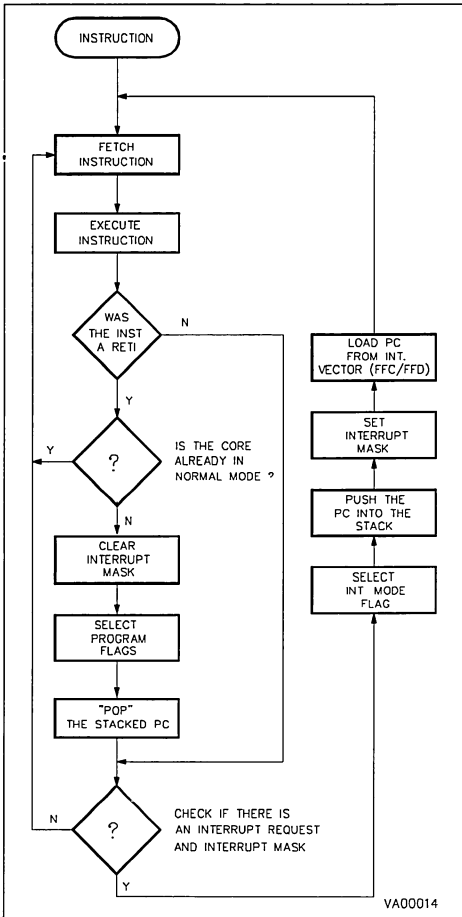 INSTRUCTION
FETCH
INSTRUCTION
EXECUTE
INSTRUCTION
WAS
THE INST
A RETI
N
Y
?
Y
IS THE CORE
ALREADY IN
NORMAL MODE ?
N
CLEAR
INTERRUPT
MASK
SELECT
PROGRAM
FLAGS
"POP"
THE STACKED PC
?
N
CHECK IF THERE IS
AN INTERRUPT REQUEST
AND INTERRUPT MASK
Y
LOAD PC
FROM INT.
VECTOR (FFC/FFD)
SET
INTERRUPT
MASK
PUSH THE
PC INTO THE
STACK
SELECT
INT MODE
FLAG
VA00014